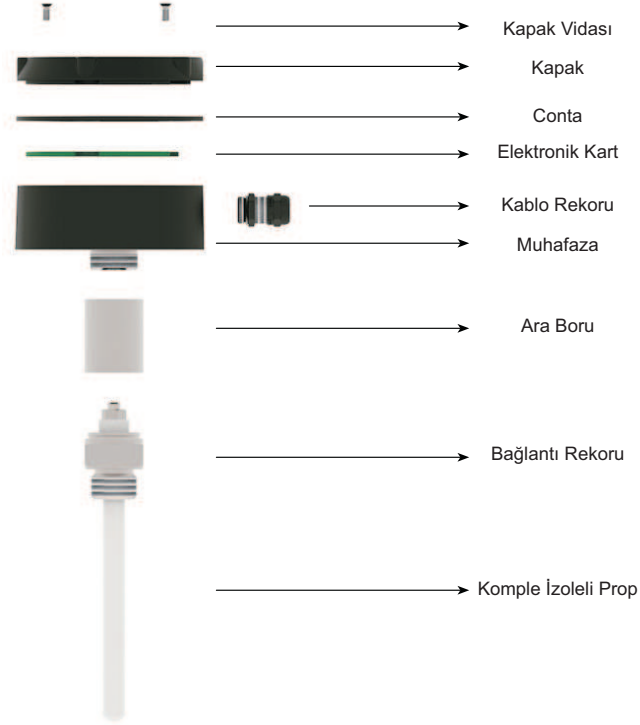 Kapak Vidası
Kapak
Conta
Elektronik Kart
Kablo Rekoru
Muhafaza
Ara Boru
Bağlantı Rekoru
Komple İzoleli Prop